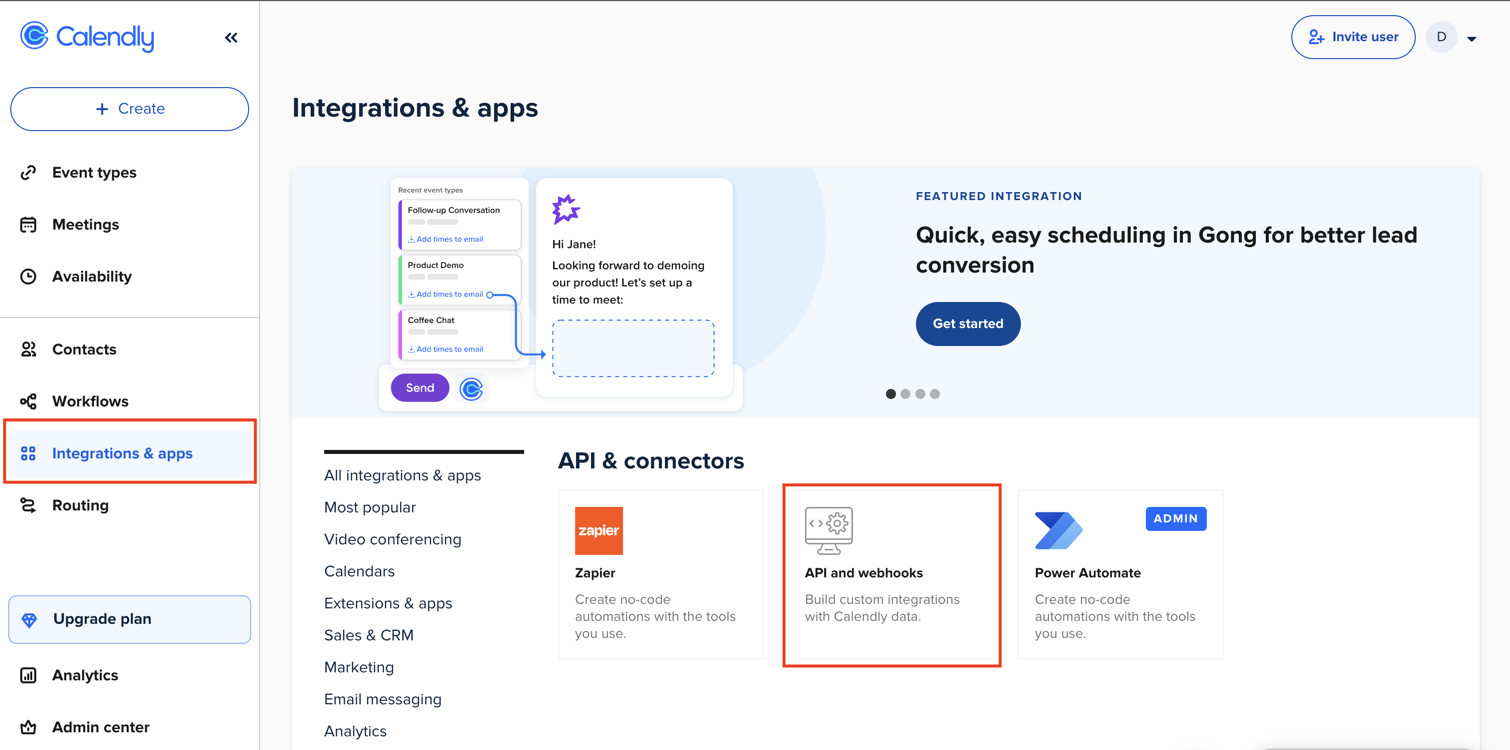 Calendly
«
+ Create
Event types
Meetings
Availability
Contacts
Workflows
Integrations & apps
Routing
Upgrade plan
Analytics
Admin center
Invite user
D
Integrations & apps
Recent event types
Follow-up Conversation
Add times to email
Product Demo
Add times to email
Coffee Chat
Add times to email
Send
Hi Jane!
Looking forward to demoing
our product! Let's set up a
time to meet:
FEATURED INTEGRATION
Quick, easy scheduling in Gong for better lead
conversion
Get started
All integrations & apps
Most popular
Video conferencing
Calendars
Extensions & apps
Sales & CRM
Marketing
Email messaging
Analytics
API & connectors
zapier
Zapier
Create no-code
automations with the tools
you use.
API and webhooks
Build custom integrations
with Calendly data.
ADMIN
Power Automate
Create no-code
automations with the tools
you use.